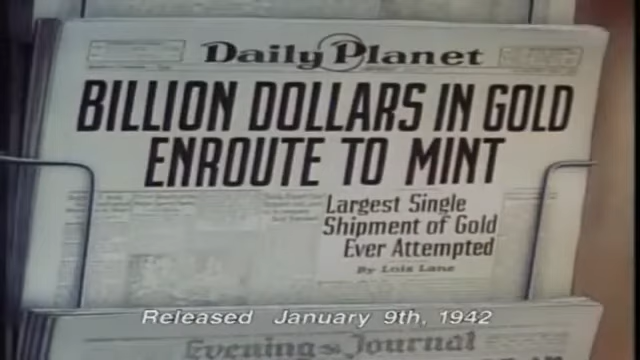 Daily Planet
BILLION DOLLARS IN GOLD
ENROUTE TO MINT
Largest Single
Shipment of Gold
Ever Attempted
By Lois Lane
Released January 9th, 1942
Evening Journal